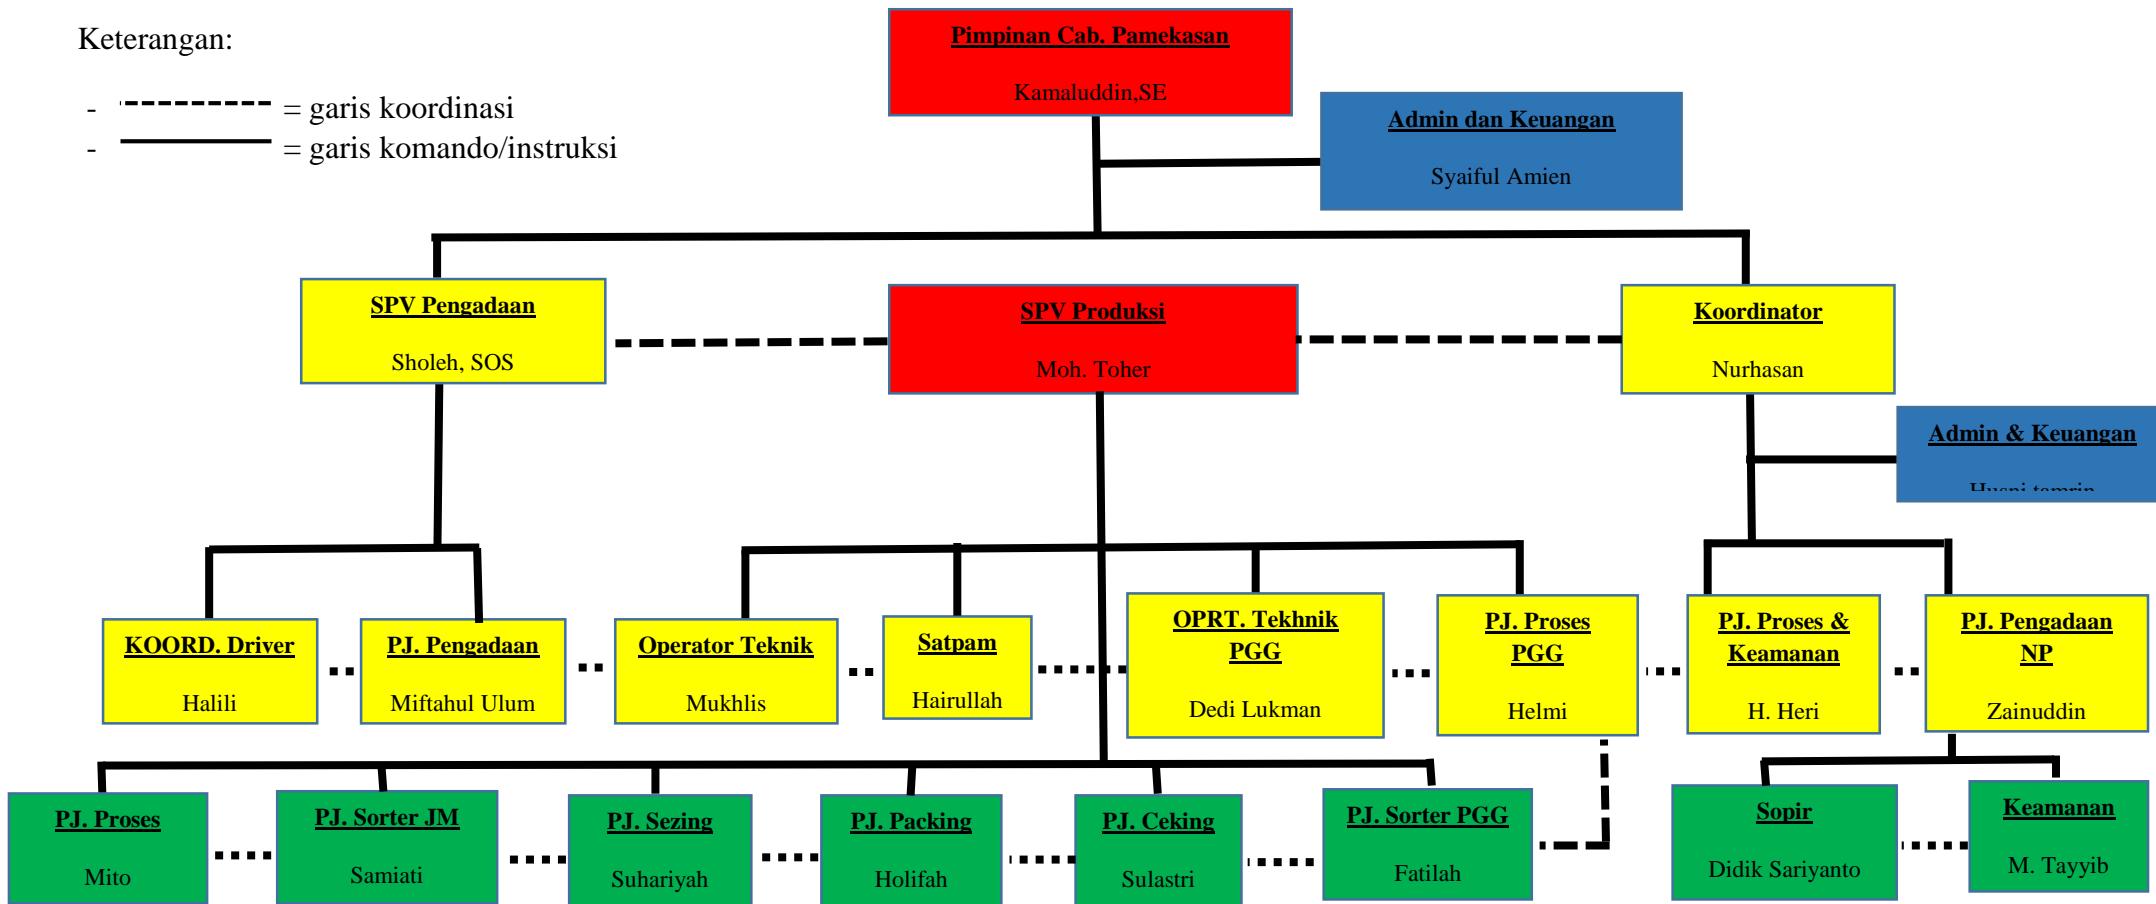 Keterangan:
- = garis koordinasi
- = garis komando/instruksi
Pimpinan Cab. Pamekasan
Kamaluddin,SE
Admin dan Keuangan
Syaiful Amien
SPV Pengadaan
Sholeh, SOS
SPV Produksi
Moh. Toher
Koordinator
Nurhasan
Admin & Keuangan
Husni tamrin
KOORD. Driver
Halili
PJ. Pengadaan
Miftahul Ulum
Operator Teknik
Mukhlis
Satpam
Hairullah
OPRT. Tekhnik
PGG
Dedi Lukman
PJ. Proses
PGG
Helmi
PJ. Proses &
Keamanan
H. Heri
PJ. Pengadaan
NP
Zainuddin
PJ. Proses
Mito
PJ. Sorter JM
Samiati
PJ. Sezing
Suhariyah
PJ. Packing
Holifah
PJ. Ceking
Sulastri
PJ. Sorter PGG
Fatilah
Sopir
Didik Sariyanto
Keamanan
M. Tayyib